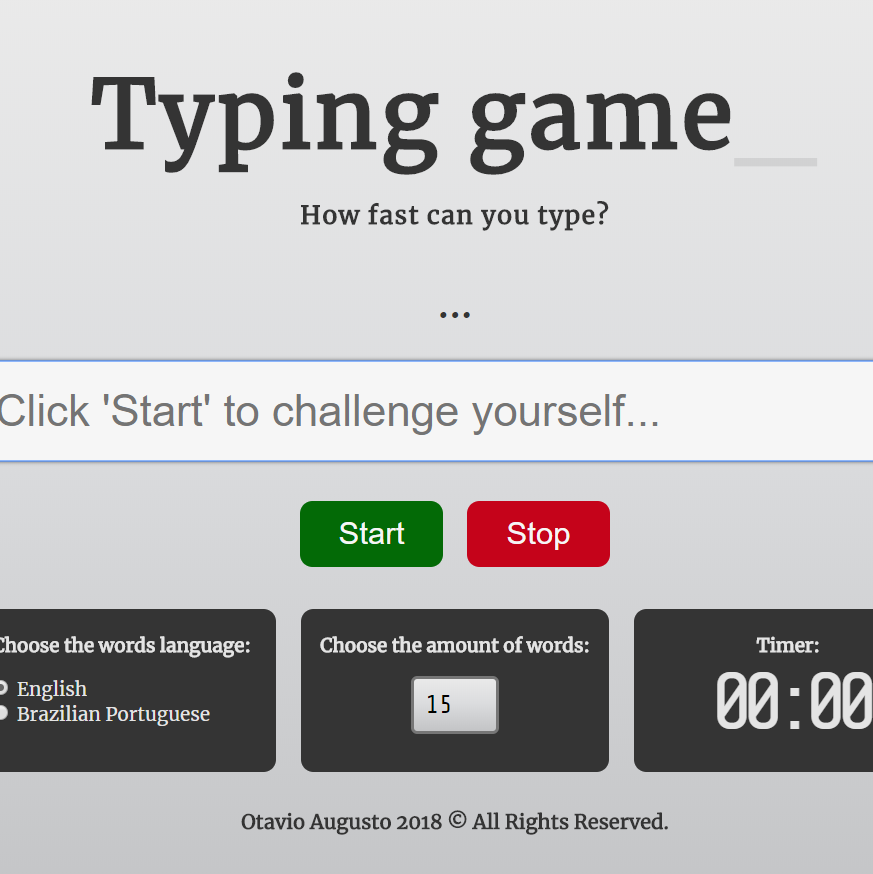 Typing game_
How fast can you type?
...
Click 'Start' to challenge yourself...
Start
Stop
Choose the words language:
English
Brazilian Portuguese
Choose the amount of words:
15
Timer:
00:00
Otavio Augusto 2018 © All Rights Reserved.